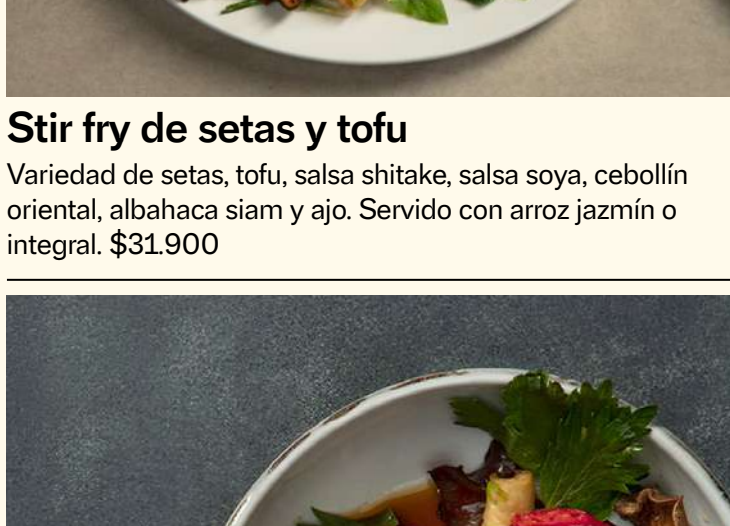 Stir fry de setas y tofu
Variedad de setas, tofu, salsa shitake, salsa soya, cebollín
oriental, albahaca siam y ajo. Servido con arroz jazmín o
integral. $31.900